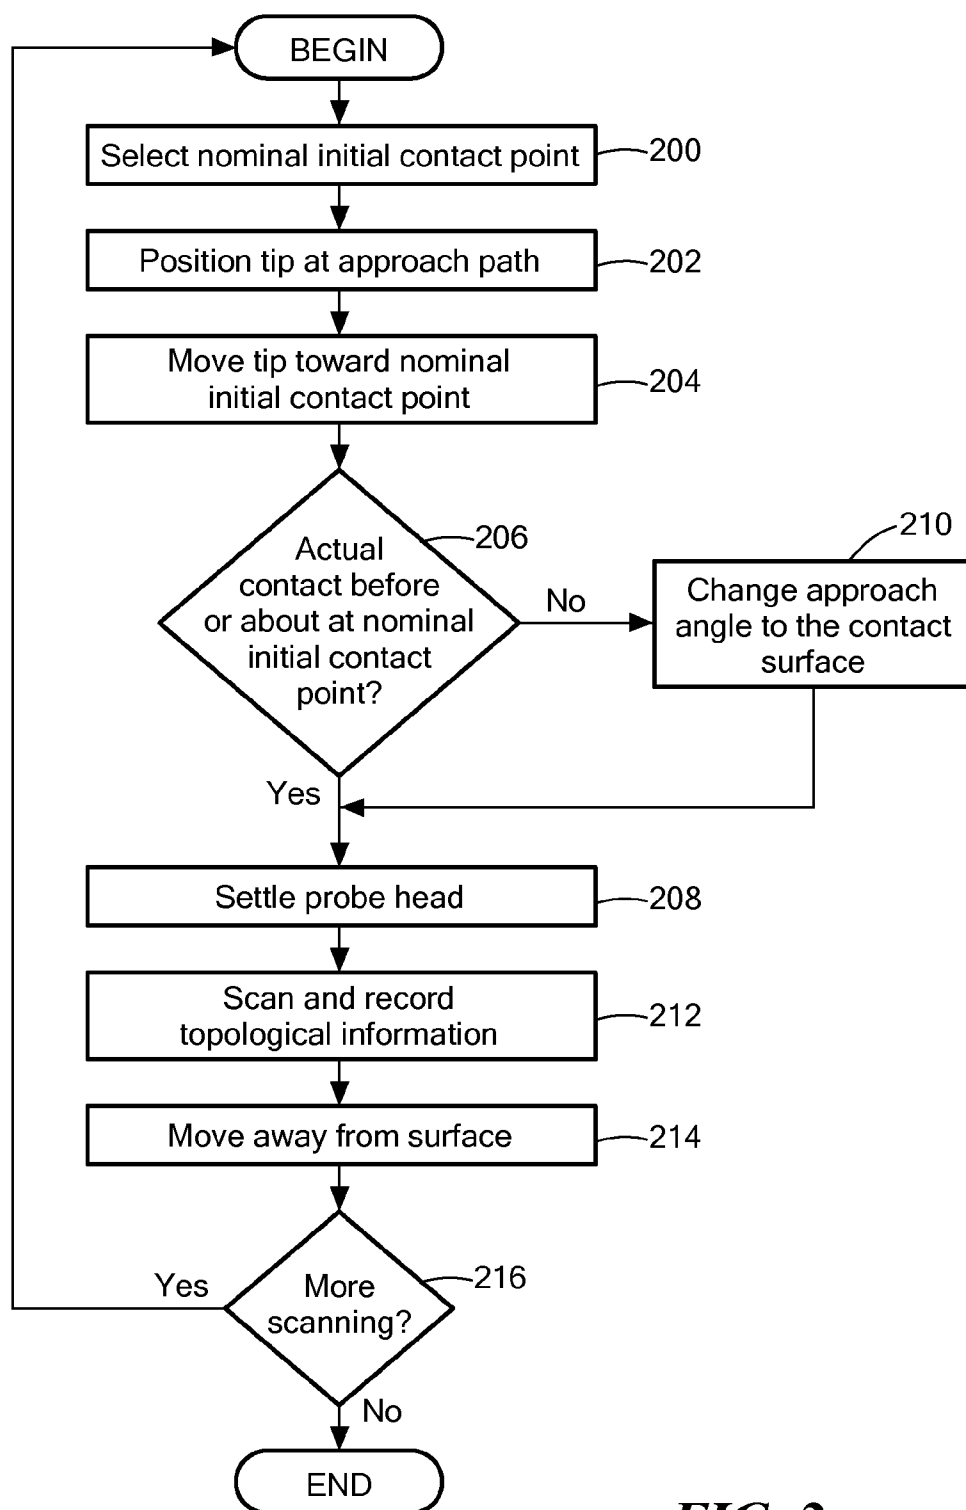 BEGIN
Select nominal initial contact point
200
Position tip at approach path
202
Move tip toward nominal
initial contact point
204
Actual
contact before
or about at nominal
initial contact
point?
206
No
210
Change approach
angle to the contact
surface
Yes
Settle probe head
208
Scan and record
topological information
212
Move away from surface
214
More
scanning?
216
Yes
No
END